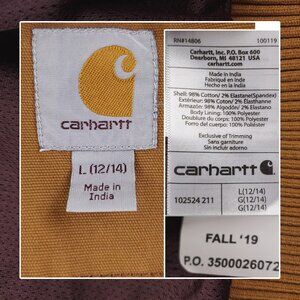 carhartt
L (12/14)
Made in
India
RN#14806 100119
Carhartt, Inc. P.O. Box 600
Dearborn, MI 48121 USA
carhartt.com
Made in India
Fabriqué en Inde
Hecho en India
Shell: 98% Cotton/ 2% Elastane(Spandex)
Extérieur: 98% Coton/ 2% Élasthanne
Armazón: 98% Algodón/ 2% Elastano
Body Lining: 100% Polyester
Doublure du corps: 100% Polyester
Forro del cuerpo: 100% Poliéster
Exclusive of Trimming
Sans garniture
Sin incluir adorno
carhartt
102524 211
L(12/14)
G(12/14)
G(12/14)
FALL '19
P.O. 3500026072